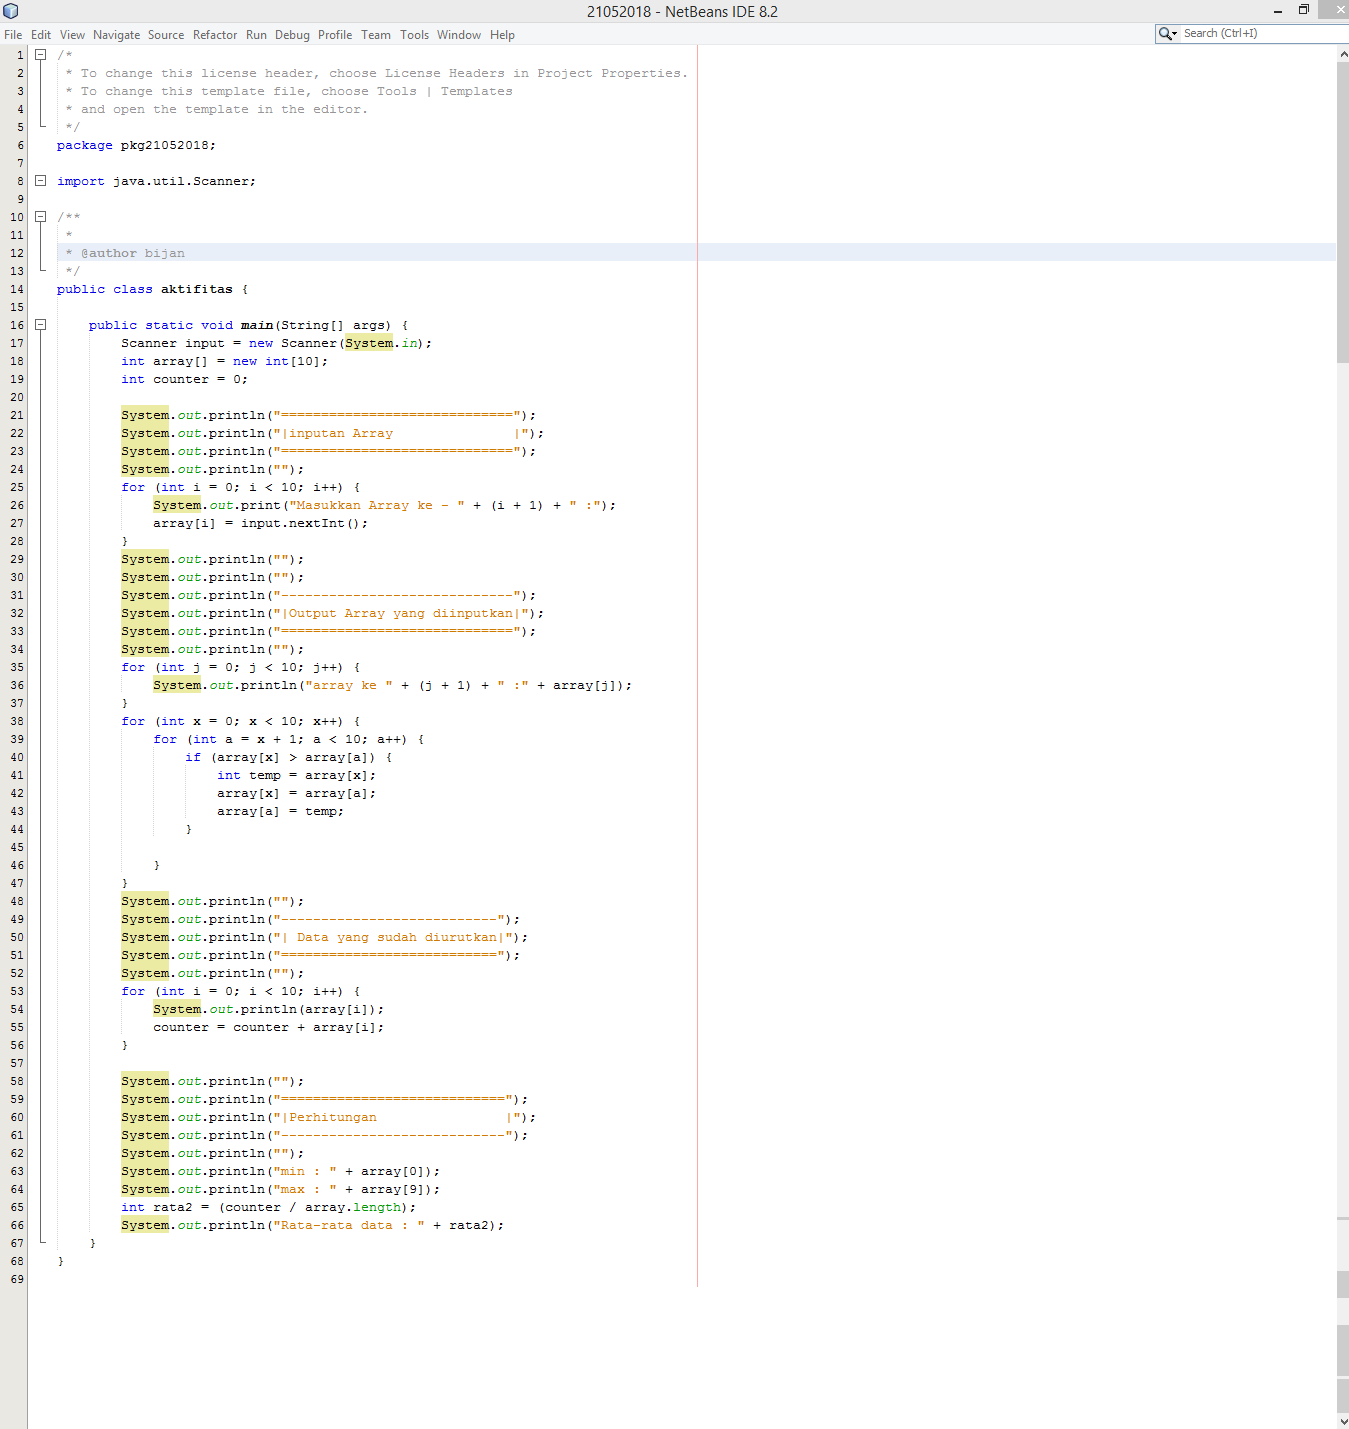 21052018 - NetBeans IDE 8.2
File Edit View Navigate Source Refactor Run Debug Profile Team Tools Window Help
Search (Ctrl+I)
1 /*
2 * To change this license header, choose License Headers in Project Properties.
3 * To change this template file, choose Tools | Templates
4 * and open the template in the editor.
5 */
6 package pkg21052018;
7
8 import java.util.Scanner;
9
10 /**
11 *
12 * @author bijan
13 */
14 public class aktifitas {
15
16 public static void main(String[] args) {
17 Scanner input = new Scanner(System.in);
18 int array[] = new int[10];
19 int counter = 0;
20
21 System.out.println("=============================");
22 System.out.println("|inputan Array               |");
23 System.out.println("=============================");
24 System.out.println("");
25 for (int i = 0; i < 10; i++) {
26 System.out.print("Masukkan Array ke - " + (i + 1) + " :");
27 array[i] = input.nextInt();
28 }
29 System.out.println("");
30 System.out.println("");
31 System.out.println("-----------------------------");
32 System.out.println("|Output Array yang diinputkan|");
33 System.out.println("=============================");
34 System.out.println("");
35 for (int j = 0; j < 10; j++) {
36 System.out.println("array ke " + (j + 1) + " :" + array[j]);
37 }
38 for (int x = 0; x < 10; x++) {
39 for (int a = x + 1; a < 10; a++) {
40 if (array[x] > array[a]) {
41 int temp = array[x];
42 array[x] = array[a];
43 array[a] = temp;
44 }
45
46 }
47 }
48 System.out.println("");
49 System.out.println("---------------------------");
50 System.out.println("| Data yang sudah diurutkan|");
51 System.out.println("===========================");
52 System.out.println("");
53 for (int i = 0; i < 10; i++) {
54 System.out.println(array[i]);
55 counter = counter + array[i];
56 }
57
58 System.out.println("");
59 System.out.println("============================");
60 System.out.println("|Perhitungan                |");
61 System.out.println("----------------------------");
62 System.out.println("");
63 System.out.println("min : " + array[0]);
64 System.out.println("max : " + array[9]);
65 int rata2 = (counter / array.length);
66 System.out.println("Rata-rata data : " + rata2);
67 }
68 }
69